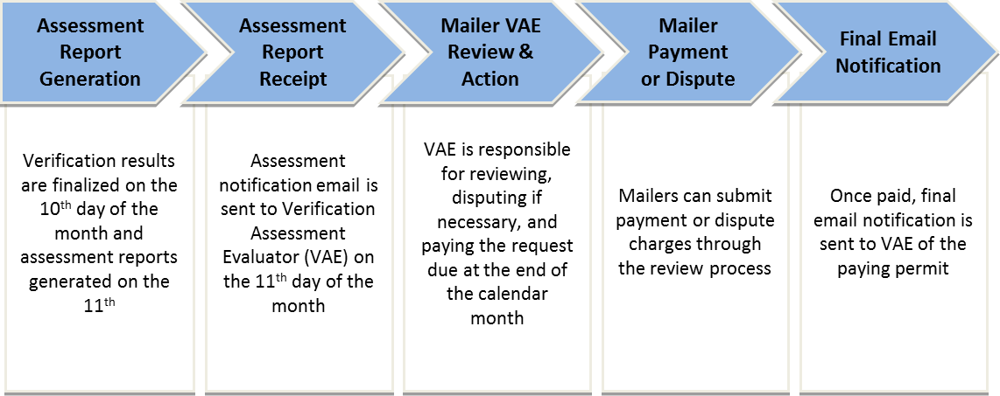 Assessment
Report
Generation
Verification results
are finalized on the
10th day of the
month and
assessment reports
generated on the
11th
Assessment
Report
Receipt
Assessment
notification email is
sent to Verification
Assessment
Evaluator (VAE) on
the 11th day of the
month
Mailer VAE
Review &
Action
VAE is responsible
for reviewing,
disputing if
necessary, and
paying the request
due at the end of
the calendar
month
Mailer
Payment
or Dispute
Mailers can submit
payment or dispute
charges through
the review process
Final Email
Notification
Once paid, final
email notification is
sent to VAE of the
paying permit